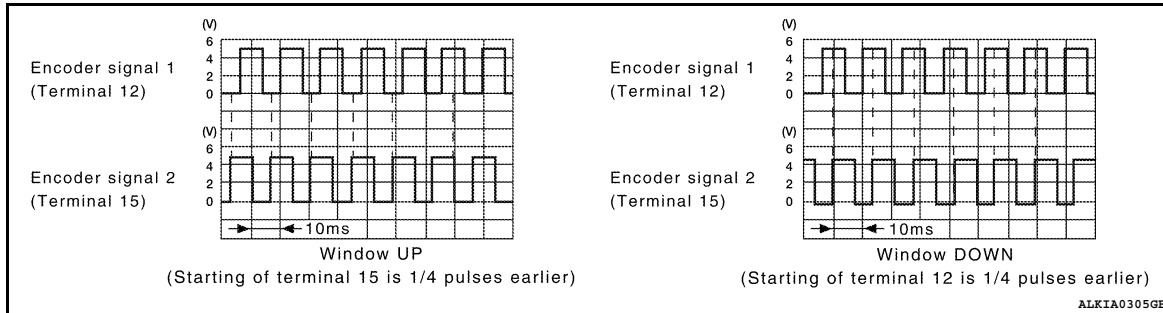 (V)
6
4
2
0
Encoder signal 1
(Terminal 12)
(V)
6
4
2
0
Encoder signal 2
(Terminal 15)
10ms
Window UP
(Starting of terminal 15 is 1/4 pulses earlier)
(V)
6
4
2
0
Encoder signal 1
(Terminal 12)
(V)
6
4
2
0
Encoder signal 2
(Terminal 15)
10ms
Window DOWN
(Starting of terminal 12 is 1/4 pulses earlier)
ALKIA0305GB